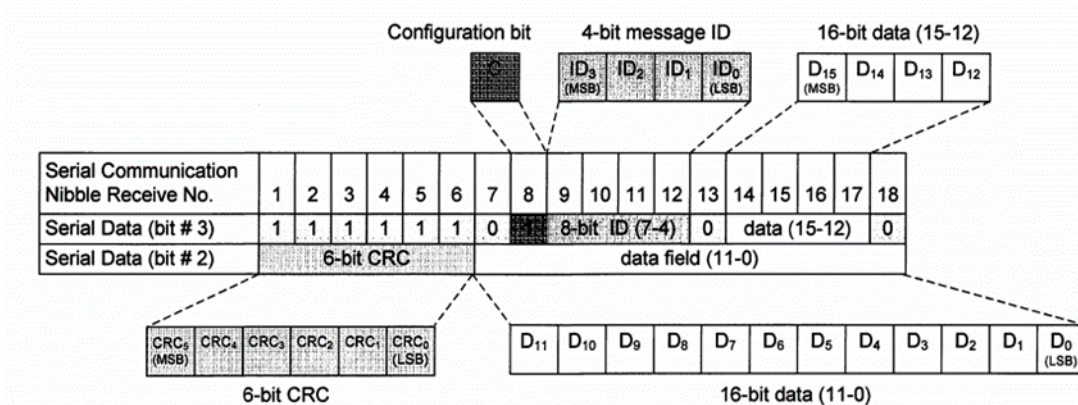 Configuration bit 4-bit message ID 16-bit data (15-12)
C ID3 ID2 ID1 ID0 D15 D14 D13 D12
(MSB) (LSB) (MSB)
Serial Communication
Nibble Receive No. 1 2 3 4 5 6 7 8 9 10 11 12 13 14 15 16 17 18
Serial Data (bit # 3) 1 1 1 1 1 1 0 1 8-bit ID (7-4) 0 data (15-12) 0
Serial Data (bit # 2) 6-bit CRC data field (11-0)
CRC5 CRC4 CRC3 CRC2 CRC1 CRC0 D11 D10 D9 D8 D7 D6 D5 D4 D3 D2 D1 D0
(MSB) (LSB) (LSB)
6-bit CRC 16-bit data (11-0)